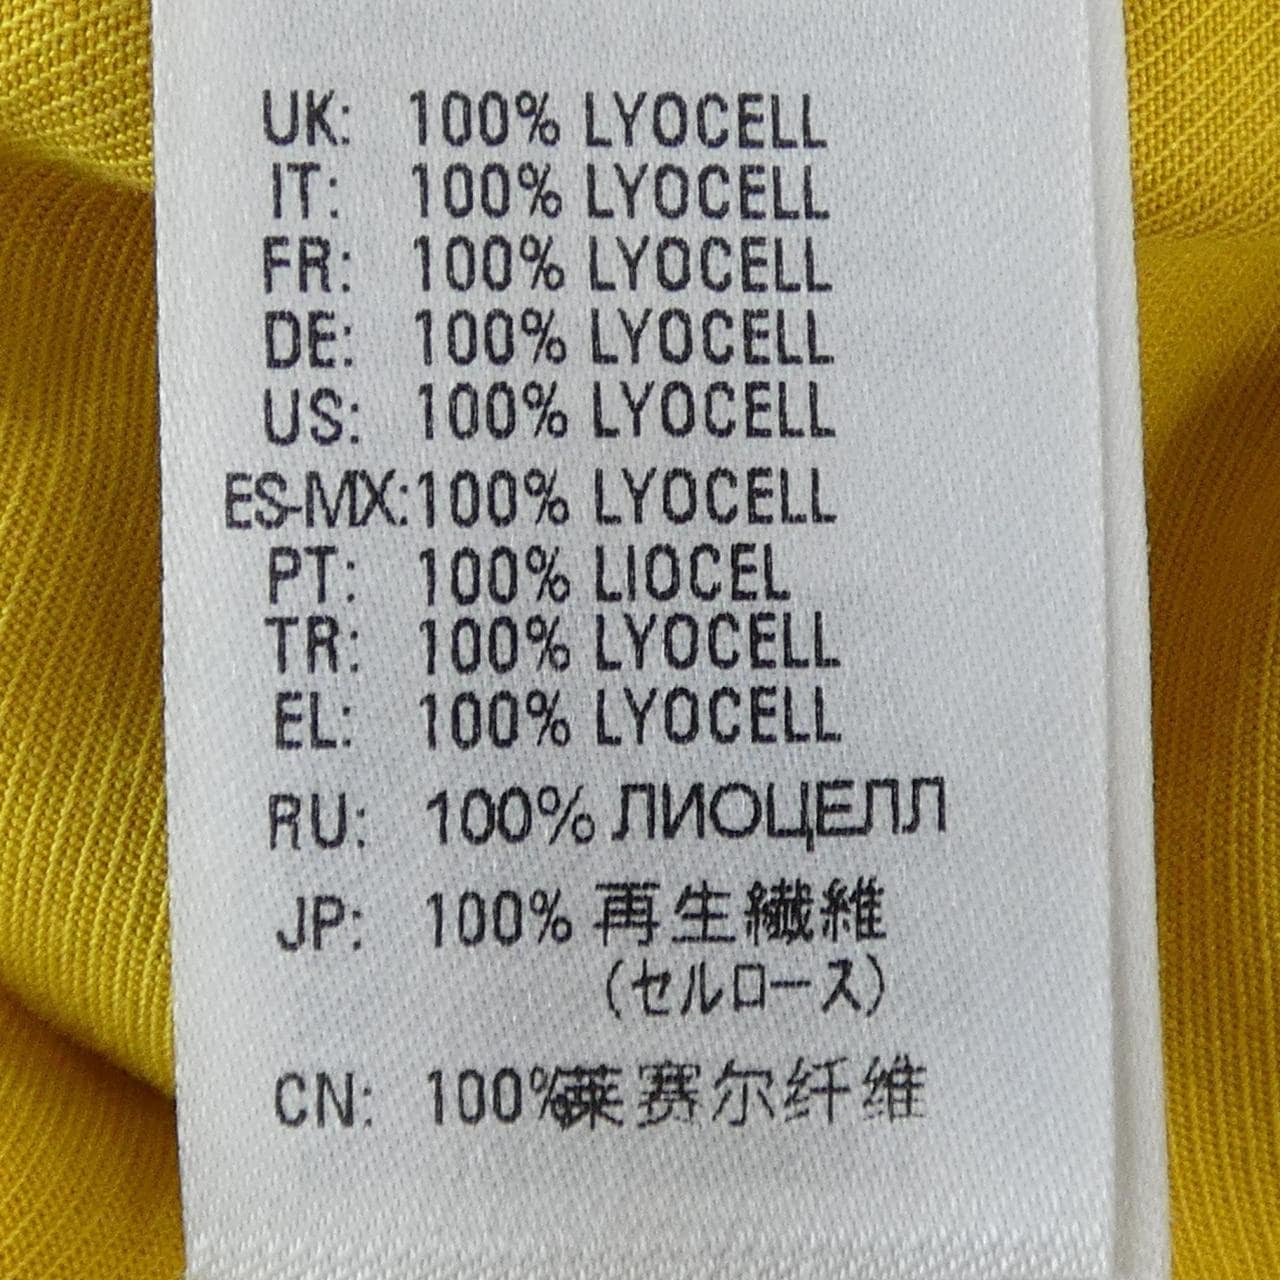 UK: 100% LYOCELL
IT: 100% LYOCELL
FR: 100% LYOCELL
DE: 100% LYOCELL
US: 100% LYOCELL
ES-MX:100% LYOCELL
PT: 100% LIOCEL
TR: 100% LYOCELL
EL: 100% LYOCELL
RU: 100% ЛИОЦЕЛЛ
JP: 100% 再生繊維
(セルロース)
CN: 100%莱赛尔纤维